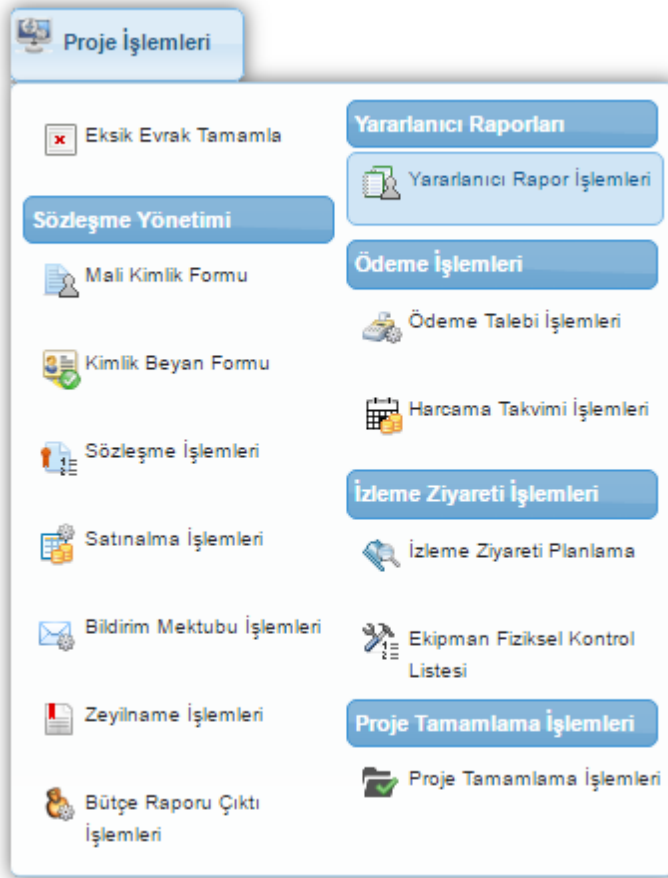 Proje İşlemleri
Eksik Evrak Tamamla
Sözleşme Yönetimi
Mali Kimlik Formu
Kimlik Beyan Formu
Sözleşme İşlemleri
Satınalma İşlemleri
Bildirim Mektubu İşlemleri
Zeyilname İşlemleri
Bütçe Raporu Çıktı
İşlemleri
Yararlanıcı Raporları
Yararlanıcı Rapor İşlemleri
Ödeme İşlemleri
Ödeme Talebi İşlemleri
Harcama Takvimi İşlemleri
İzleme Ziyareti İşlemleri
İzleme Ziyareti Planlama
Ekipman Fiziksel Kontrol
Listesi
Proje Tamamlama İşlemleri
Proje Tamamlama İşlemleri